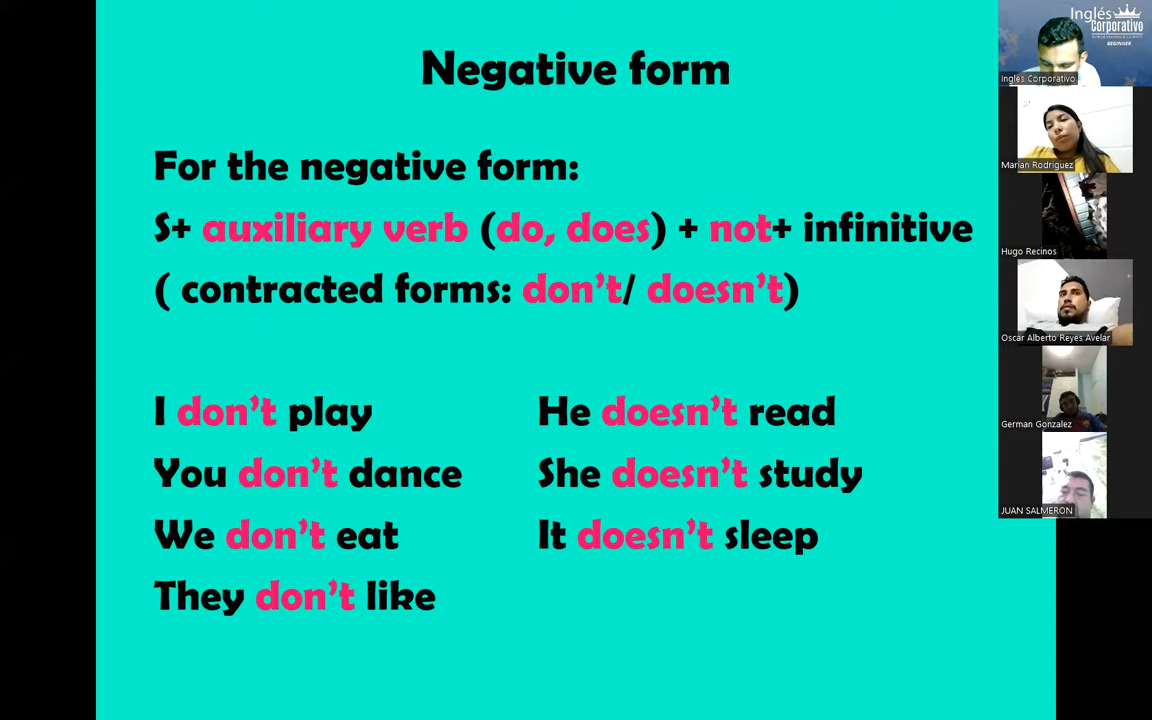 Negative form
For the negative form:
S+ auxiliary verb (do, does) + not+ infinitive
( contracted forms: don't/ doesn't)
I don't play
You don't dance
We don't eat
They don't like
He doesn't read
She doesn't study
It doesn't sleep
Inglés
Corporativo
BEGINNER
Ingles Corporativo
Marian Rodriguez
Hugo Recinos
Oscar Alberto Reyes Avelar
German Gonzalez
JUAN SALMERON